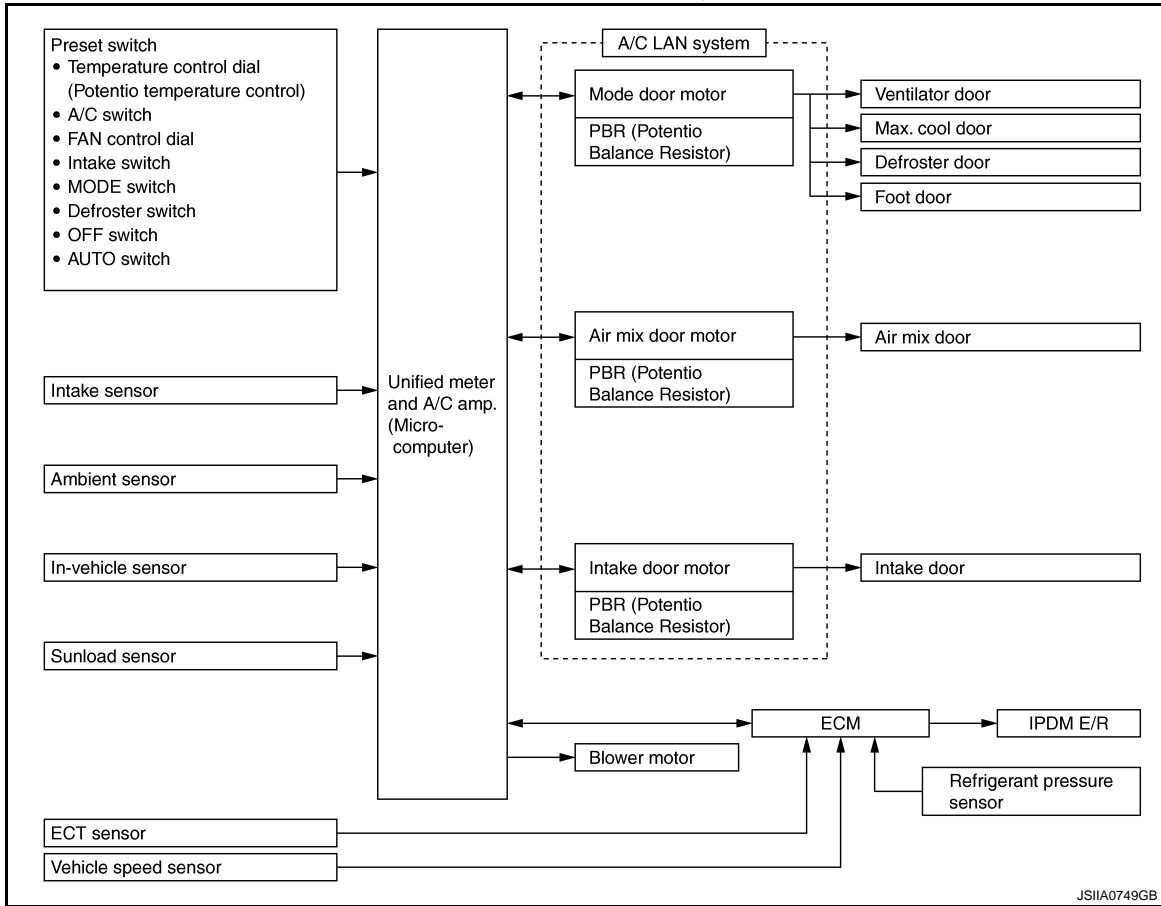 Preset switch
• Temperature control dial
(Potentio temperature control)
• A/C switch
• FAN control dial
• Intake switch
• MODE switch
• Defroster switch
• OFF switch
• AUTO switch
Intake sensor
Ambient sensor
In-vehicle sensor
Sunload sensor
ECT sensor
Vehicle speed sensor
Unified meter
and A/C amp.
(Micro-
computer)
A/C LAN system
Mode door motor
PBR (Potentio
Balance Resistor)
Air mix door motor
PBR (Potentio
Balance Resistor)
Intake door motor
PBR (Potentio
Balance Resistor)
Blower motor
Ventilator door
Max. cool door
Defroster door
Foot door
Air mix door
Intake door
ECM
IPDM E/R
Refrigerant pressure
sensor
JSIIA0749GB